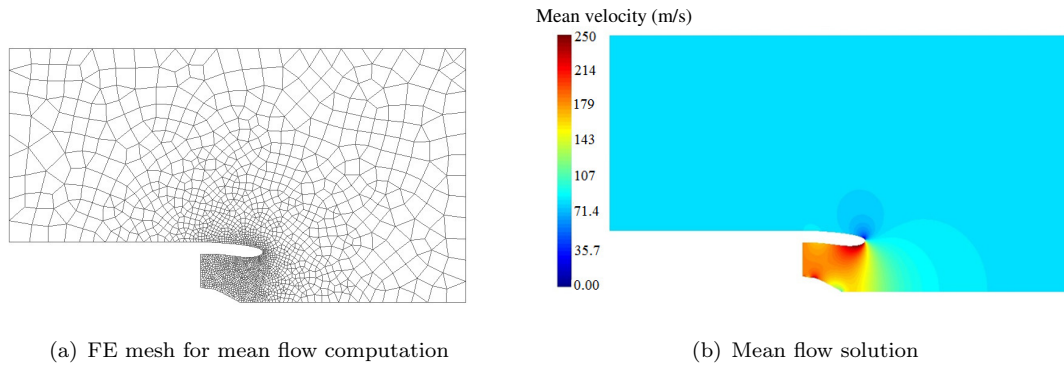 Mean velocity (m/s)
250
214
179
143
107
71.4
35.7
0.00
(a) FE mesh for mean flow computation
(b) Mean flow solution